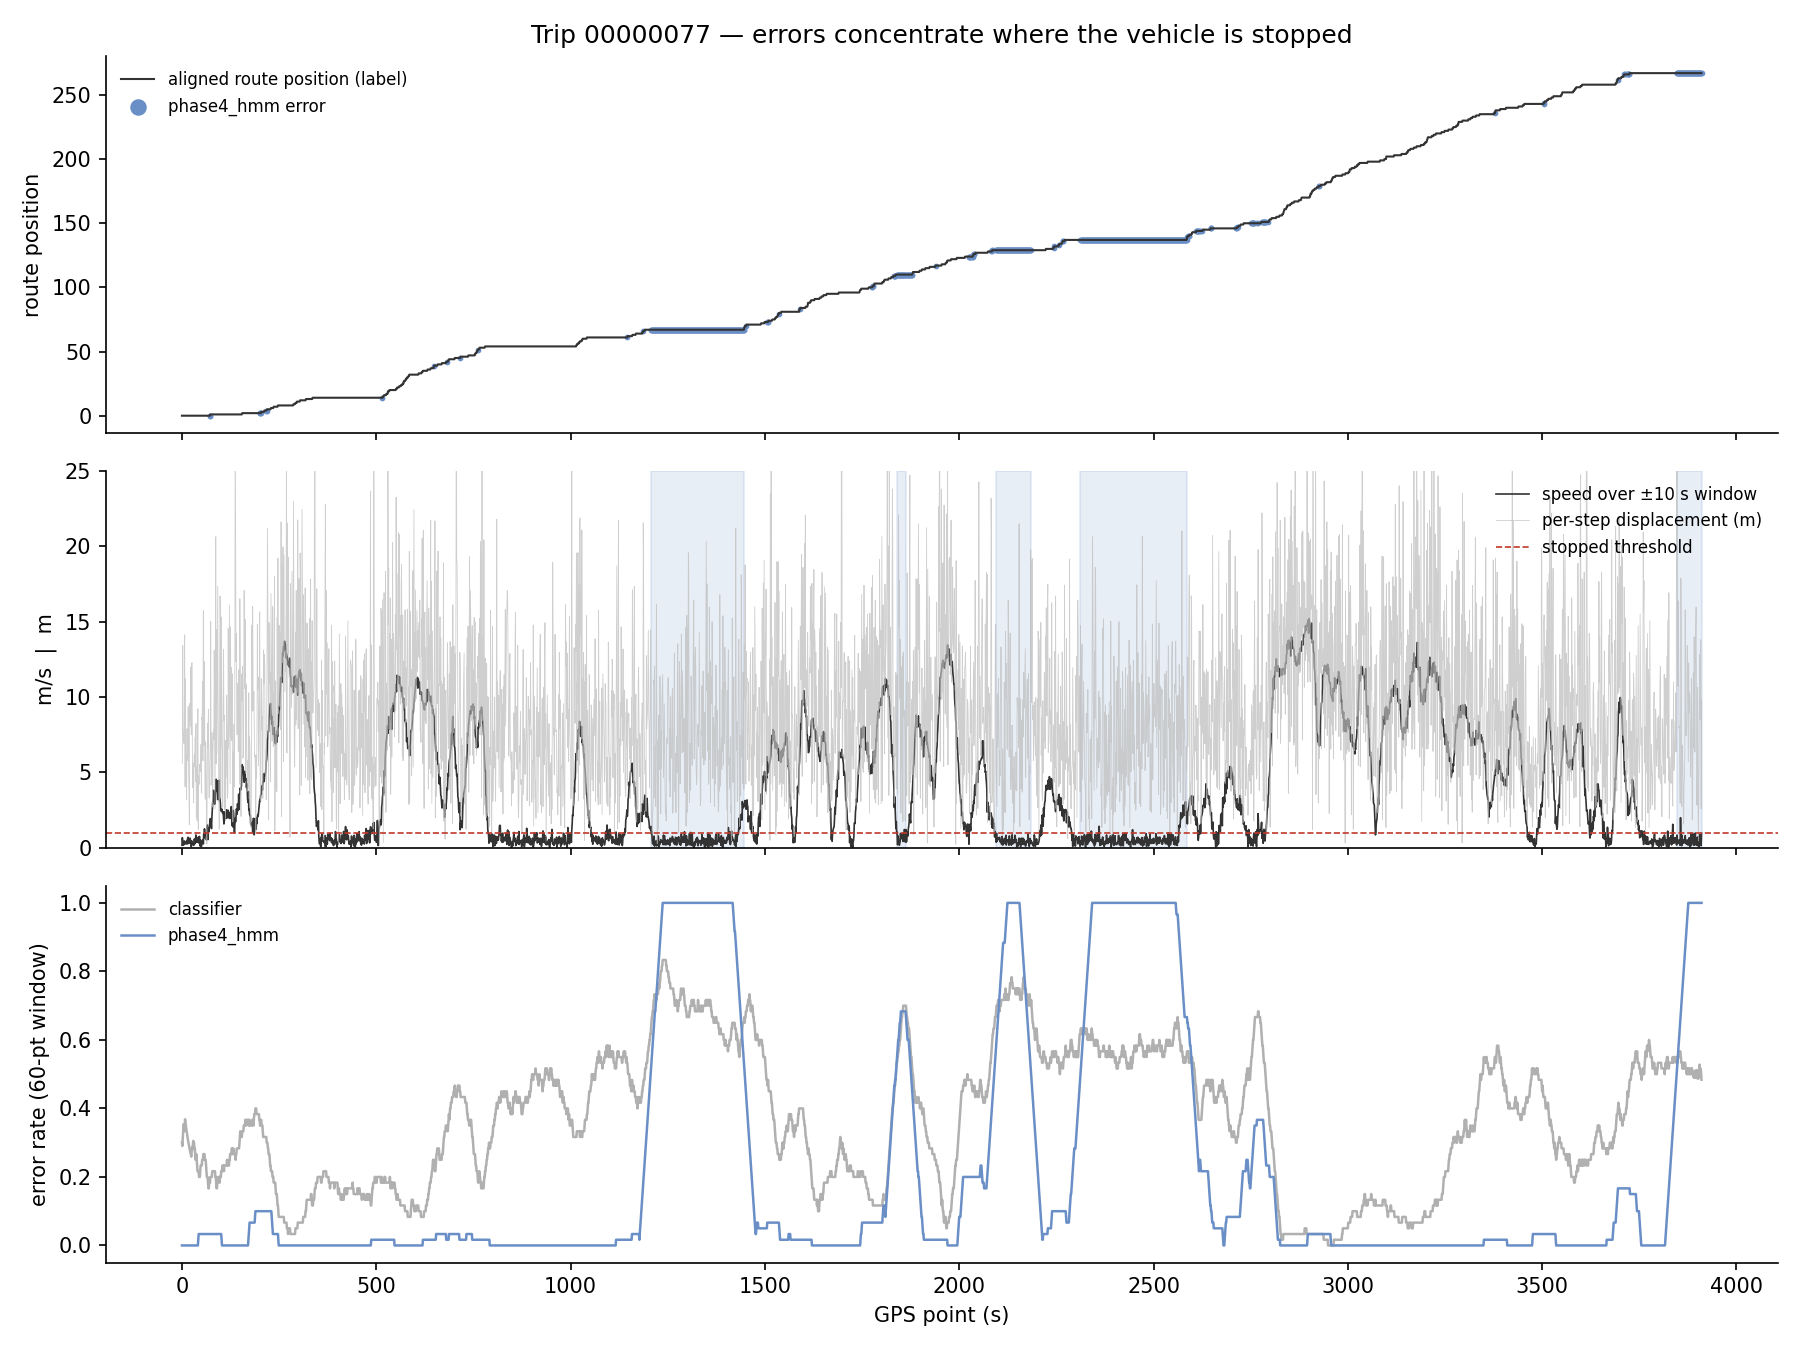 Trip 00000077 — errors concentrate where the vehicle is stopped
aligned route position (label)
phase4_hmm error
route position
250
200
150
100
50
0
speed over ±10 s window
per-step displacement (m)
stopped threshold
m/s | m
25
20
15
10
5
0
classifier
phase4_hmm
error rate (60-pt window)
1.0
0.8
0.6
0.4
0.2
0.0
0 500 1000 1500 2000 2500 3000 3500 4000
GPS point (s)